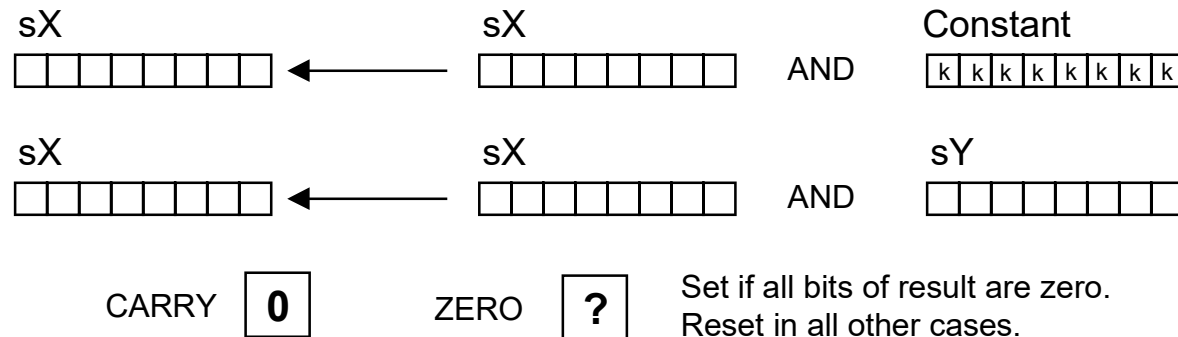 sX sX Constant
AND k k k k k k k k
sX sX sY
AND
CARRY 0 ZERO ? Set if all bits of result are zero.
Reset in all other cases.